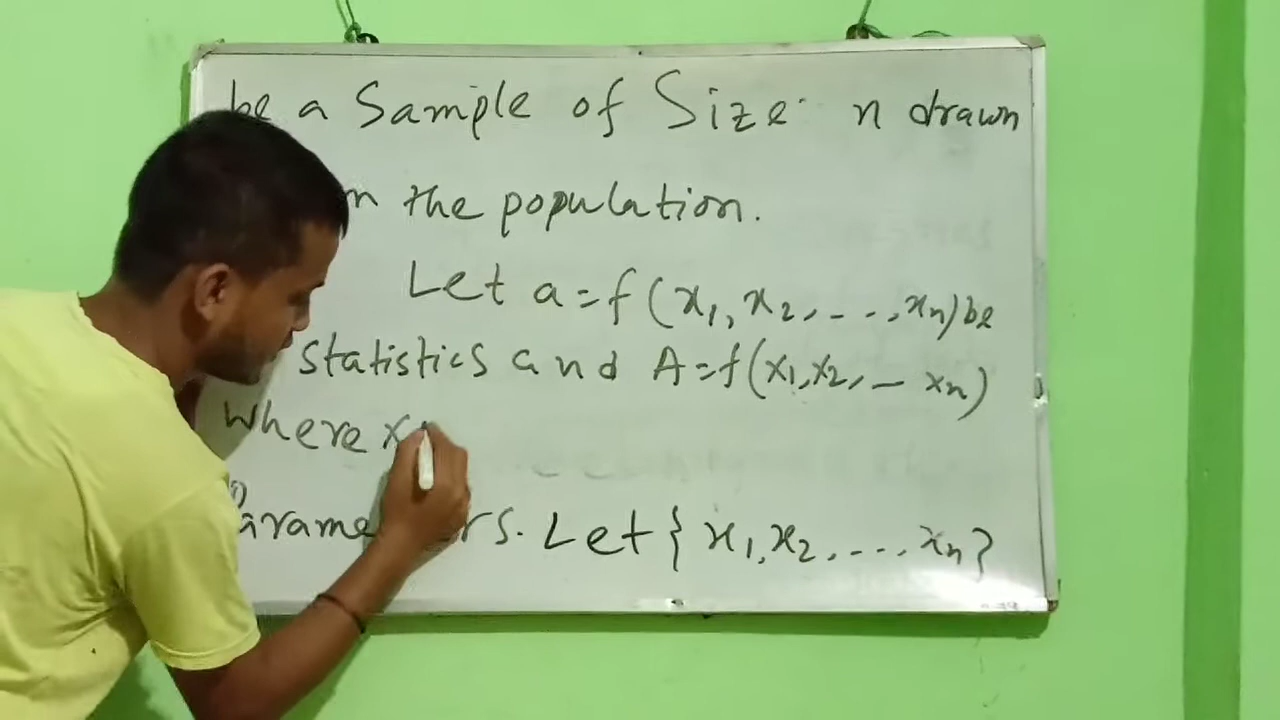 be a Sample of Size n drawn
the population.
Let a=f(x₁,x₂,-...,xₙ)be
statistics and A=f(X₁,X₂,- Xₙ)
where X
Let {x₁,x₂,...,xₙ}